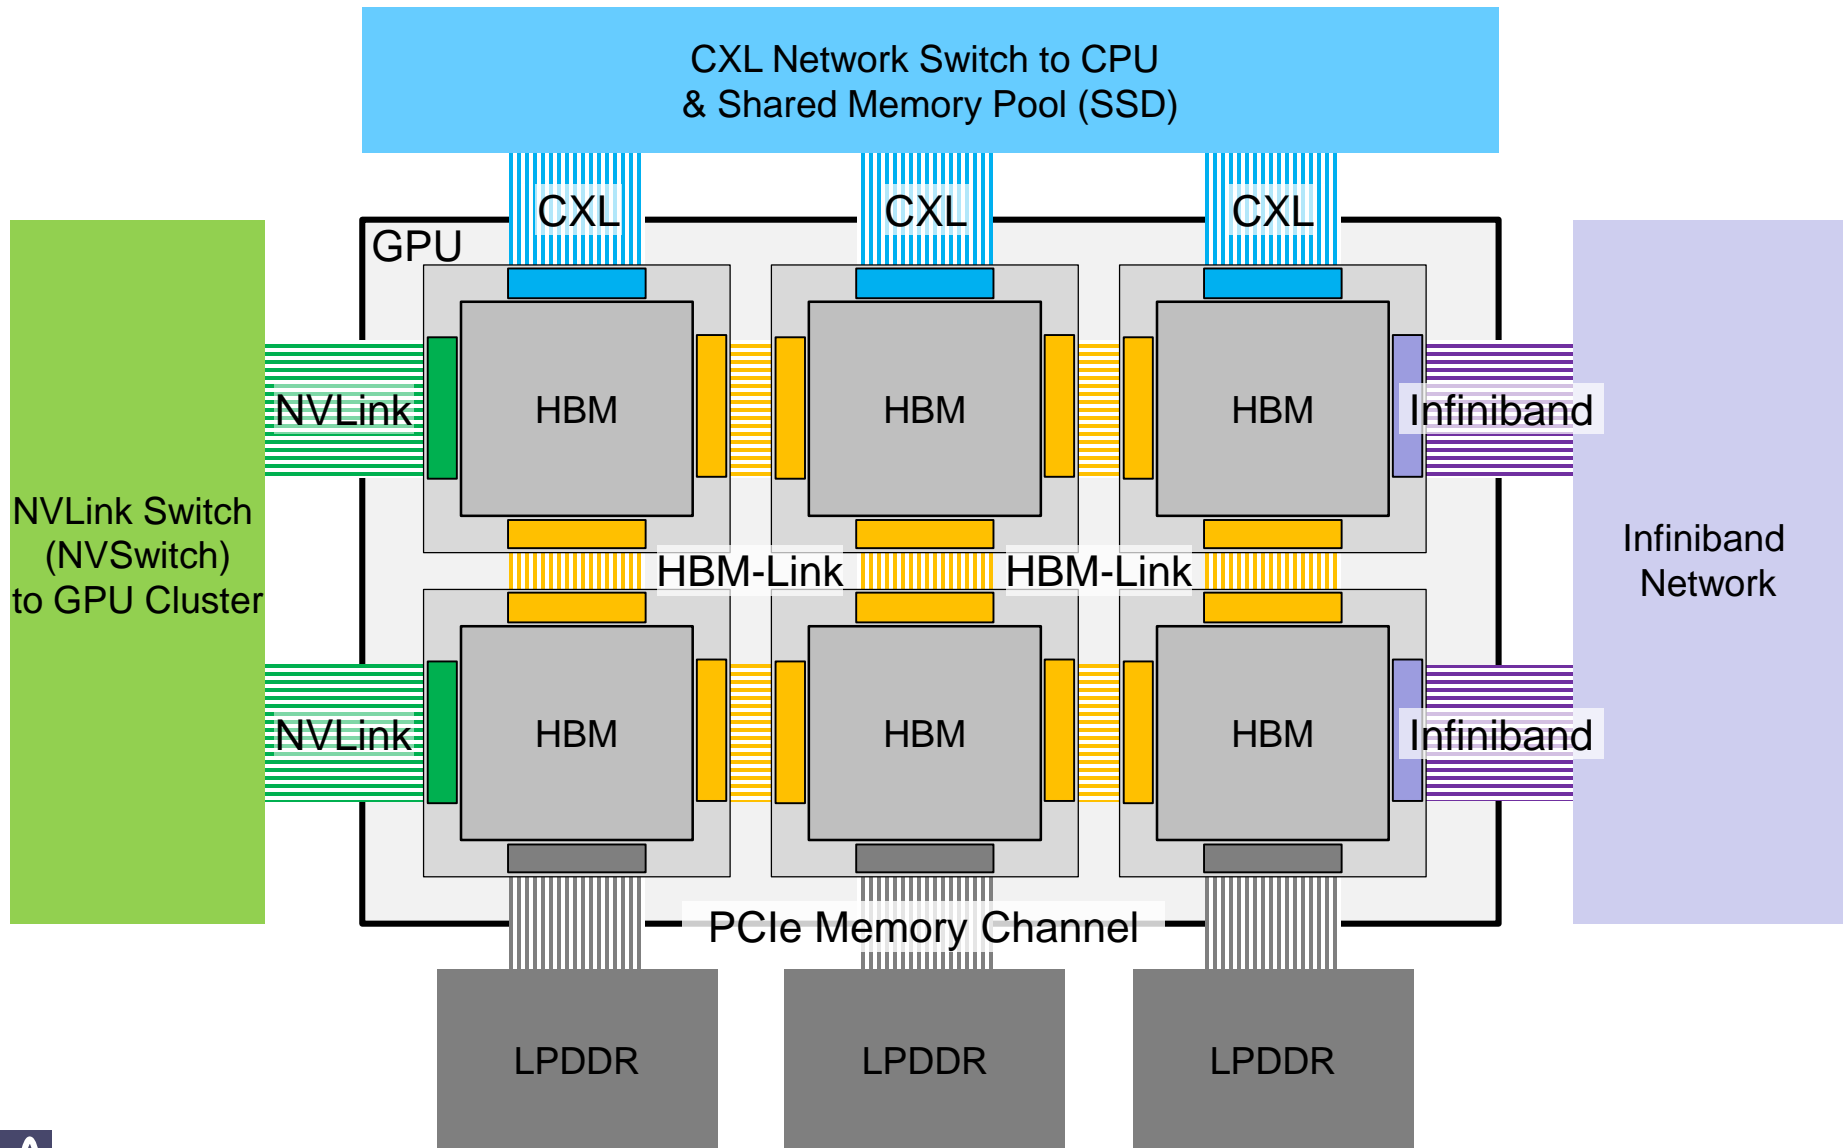 CXL Network Switch to CPU
& Shared Memory Pool (SSD)
CXL
CXL
CXL
GPU
HBM
HBM
HBM
NVLink
Infiniband
NVLink Switch
(NVSwitch)
to GPU Cluster
HBM-Link
HBM-Link
Infiniband
Network
NVLink
HBM
HBM
HBM
Infiniband
PCIe Memory Channel
LPDDR
LPDDR
LPDDR